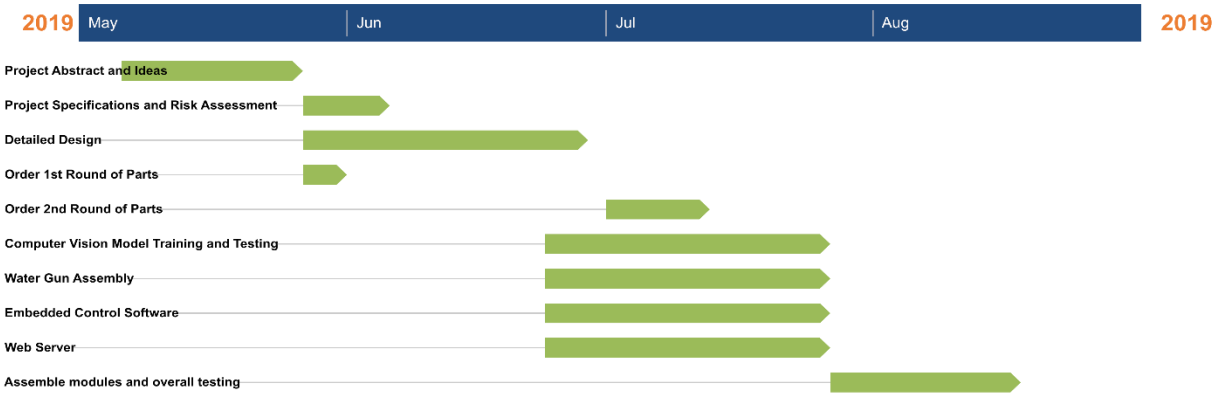 2019 May Jun Jul Aug 2019
Project Abstract and Ideas
Project Specifications and Risk Assessment
Detailed Design
Order 1st Round of Parts
Order 2nd Round of Parts
Computer Vision Model Training and Testing
Water Gun Assembly
Embedded Control Software
Web Server
Assemble modules and overall testing